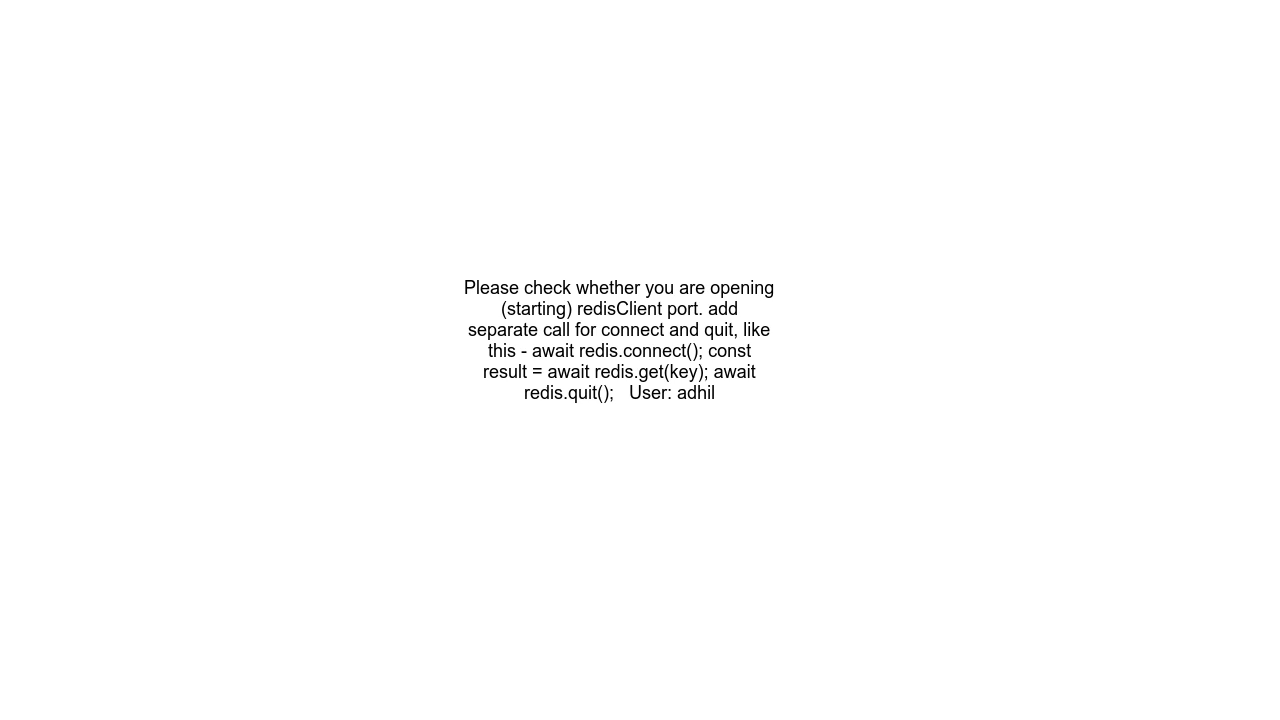 Please check whether you are opening
(starting) redisClient port. add
separate call for connect and quit, like
this - await redis.connect(); const
result = await redis.get(key); await
redis.quit();   User: adhil